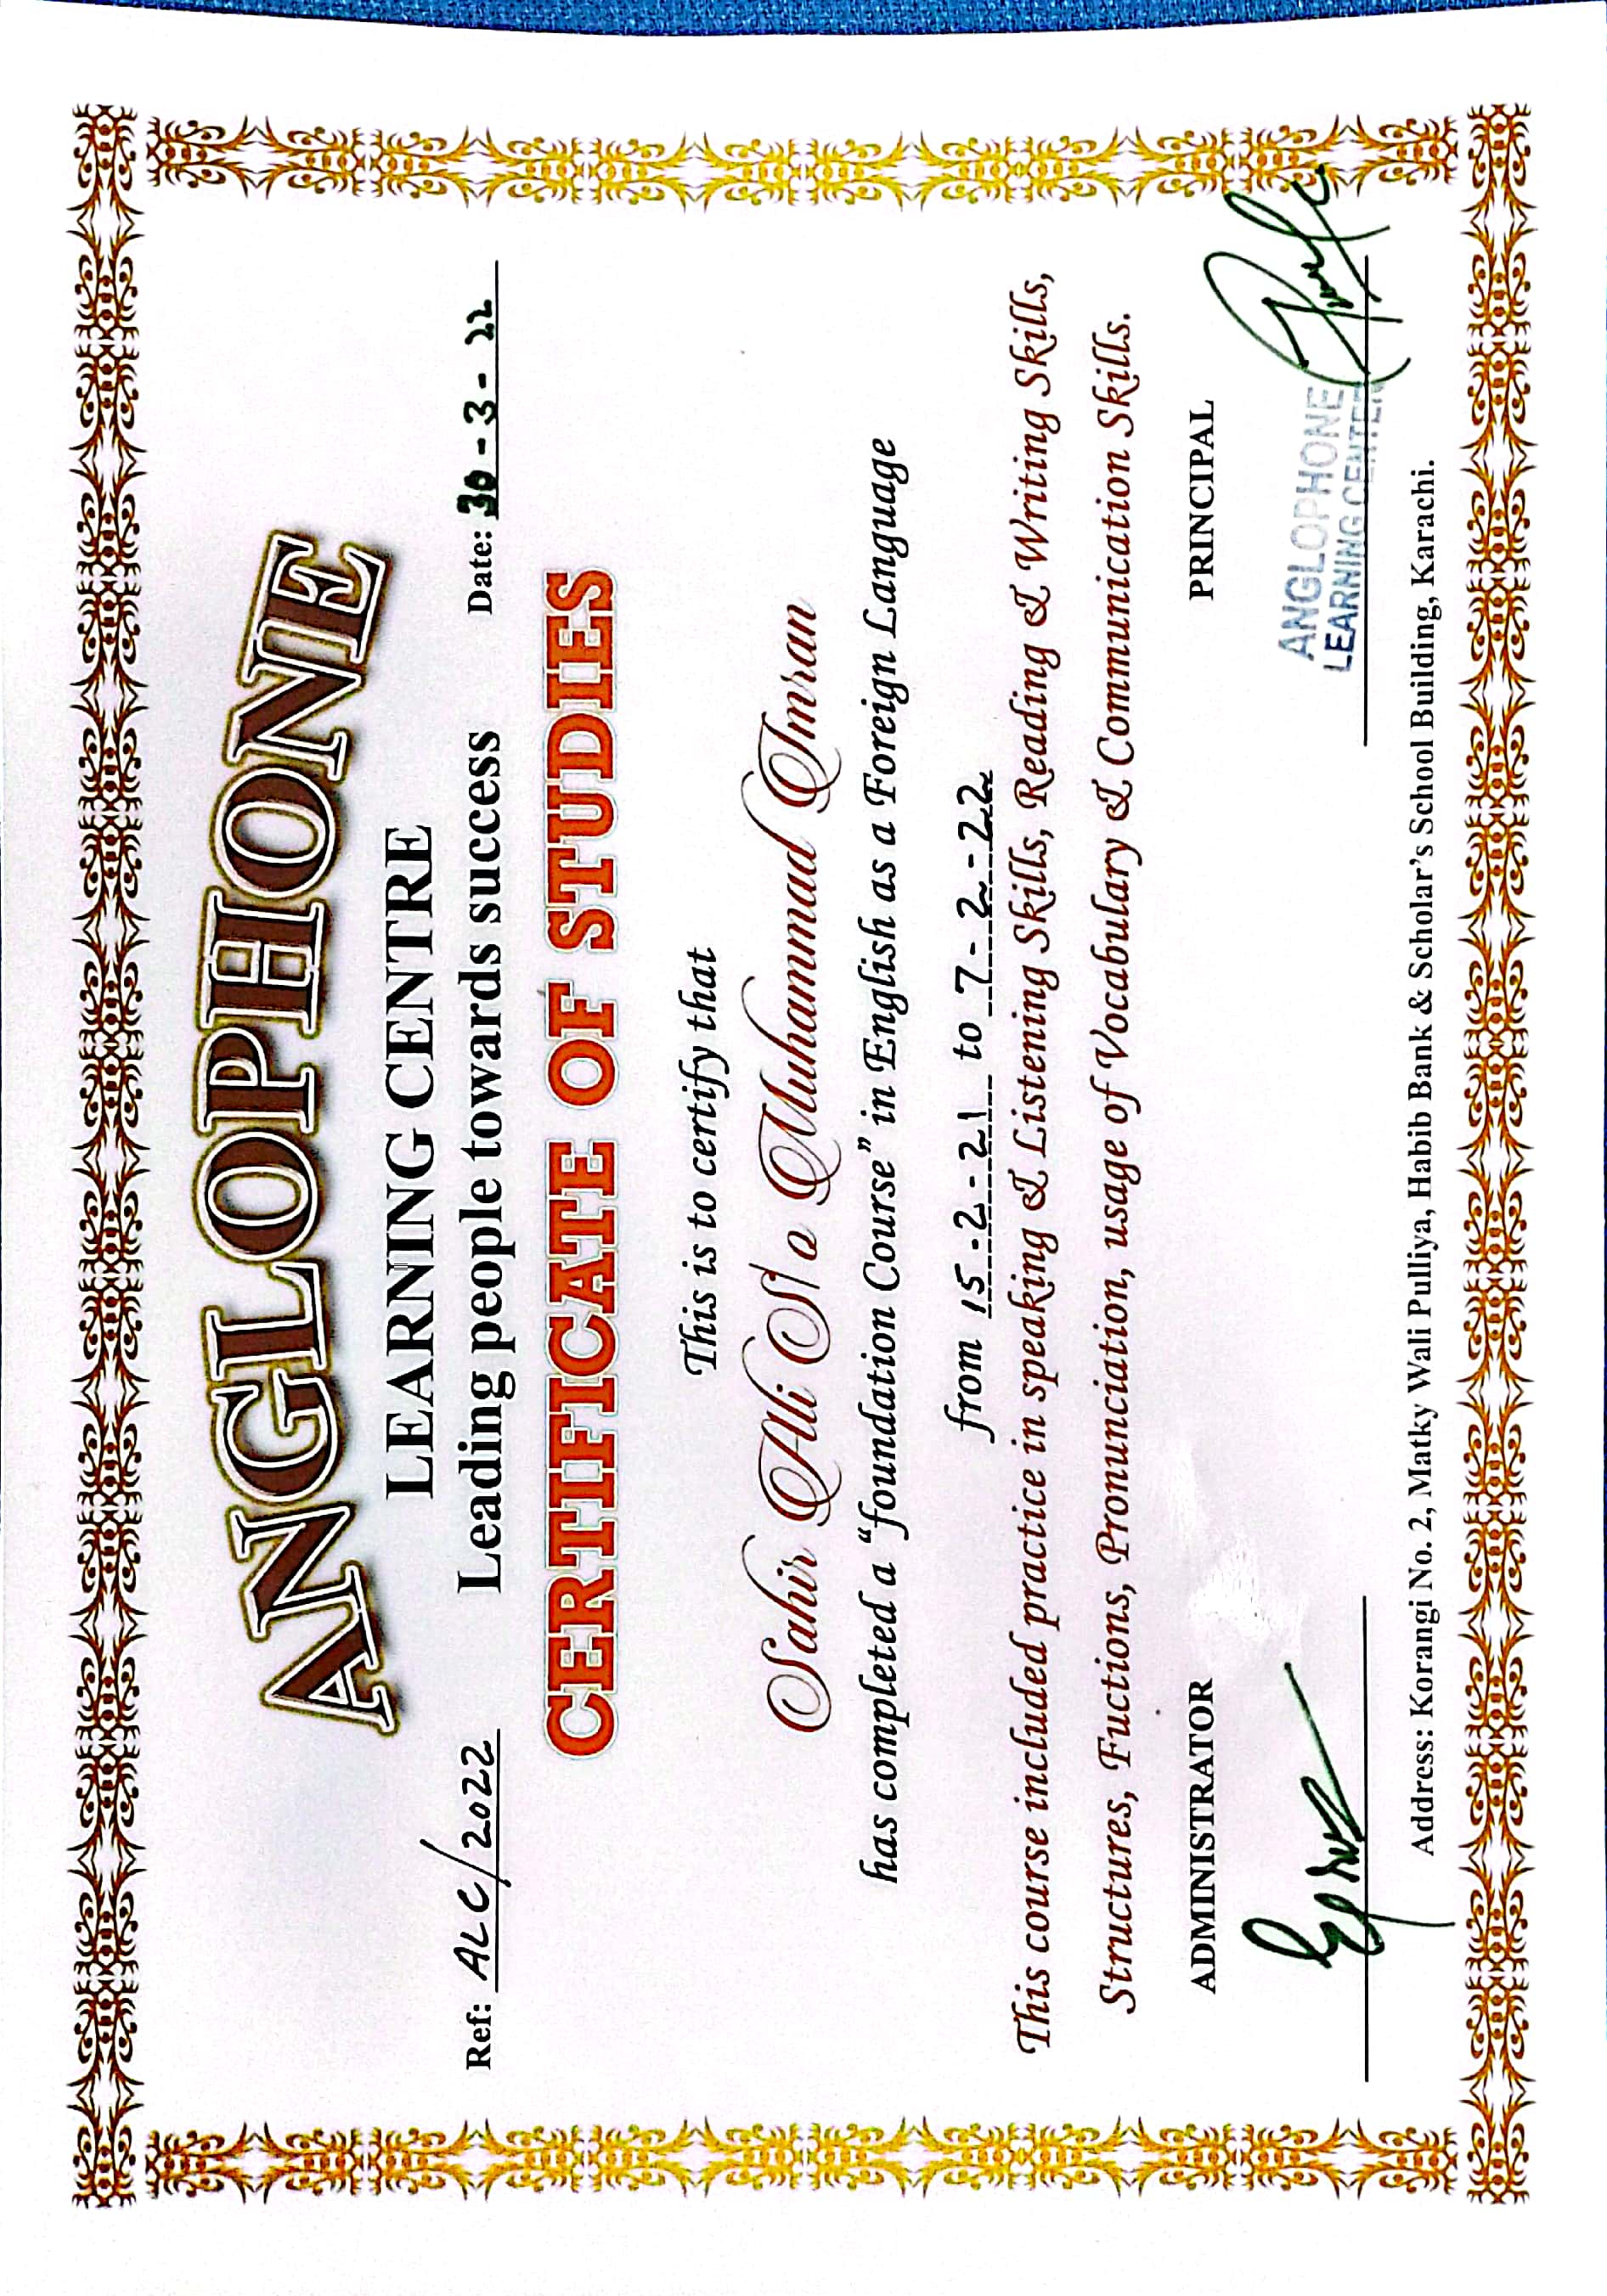 ANGLOPHONE
LEARNING CENTRE
Ref: ALC/2022
Leading people towards success
Date: 30-3-22
CERTIFICATE OF STUDIES
This is to certify that
Sahir Ali S/o Muhammad Imran
has completed a “foundation Course” in English as a Foreign Language
from 15-2-21 to 7-2-22
This course included practice in speaking & Listening Skills, Reading & Writing Skills,
Structures, Fuctions, Pronunciation, usage of Vocabulary & Communication Skills.
ADMINISTRATOR
PRINCIPAL
ANGLOPHONE
LEARNING CENTER
Address: Korangi No. 2, Matky Wali Pulliya, Habib Bank & Scholar’s School Building, Karachi.